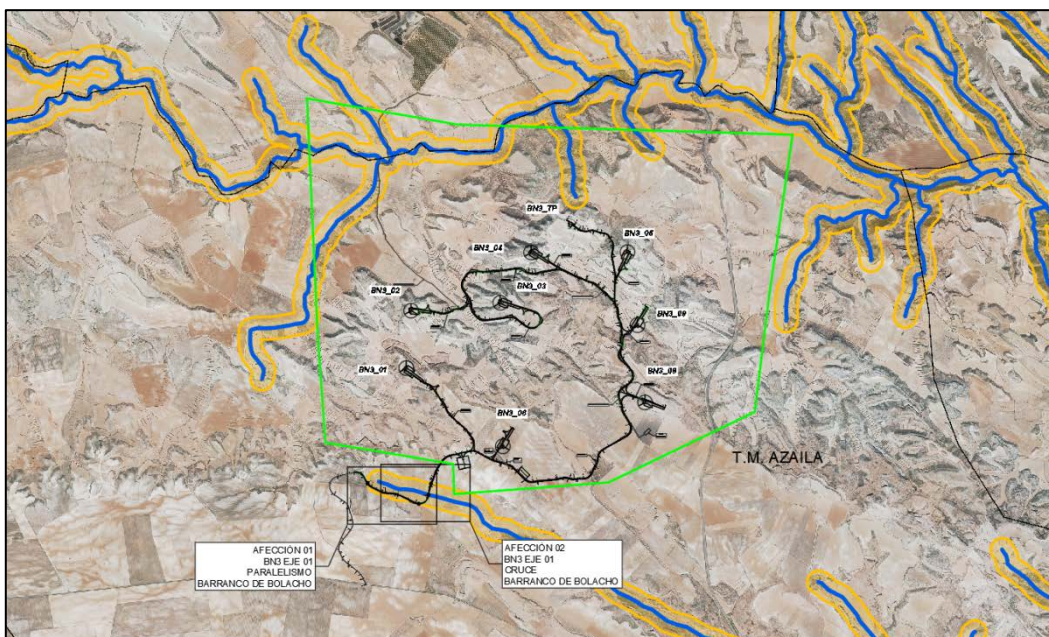 BN3_7P
BN3_04
BN3_05
BN3_03
BN3_02
BN3_09
BN3_01
BN3_08
BN3_06
T.M. AZAILA
AFECCIÓN 01
BN3 EJE 01
PARALELISMO
BARRANCO DE BOLACHO
AFECCIÓN 02
BN3 EJE 01
CRUCE
BARRANCO DE BOLACHO